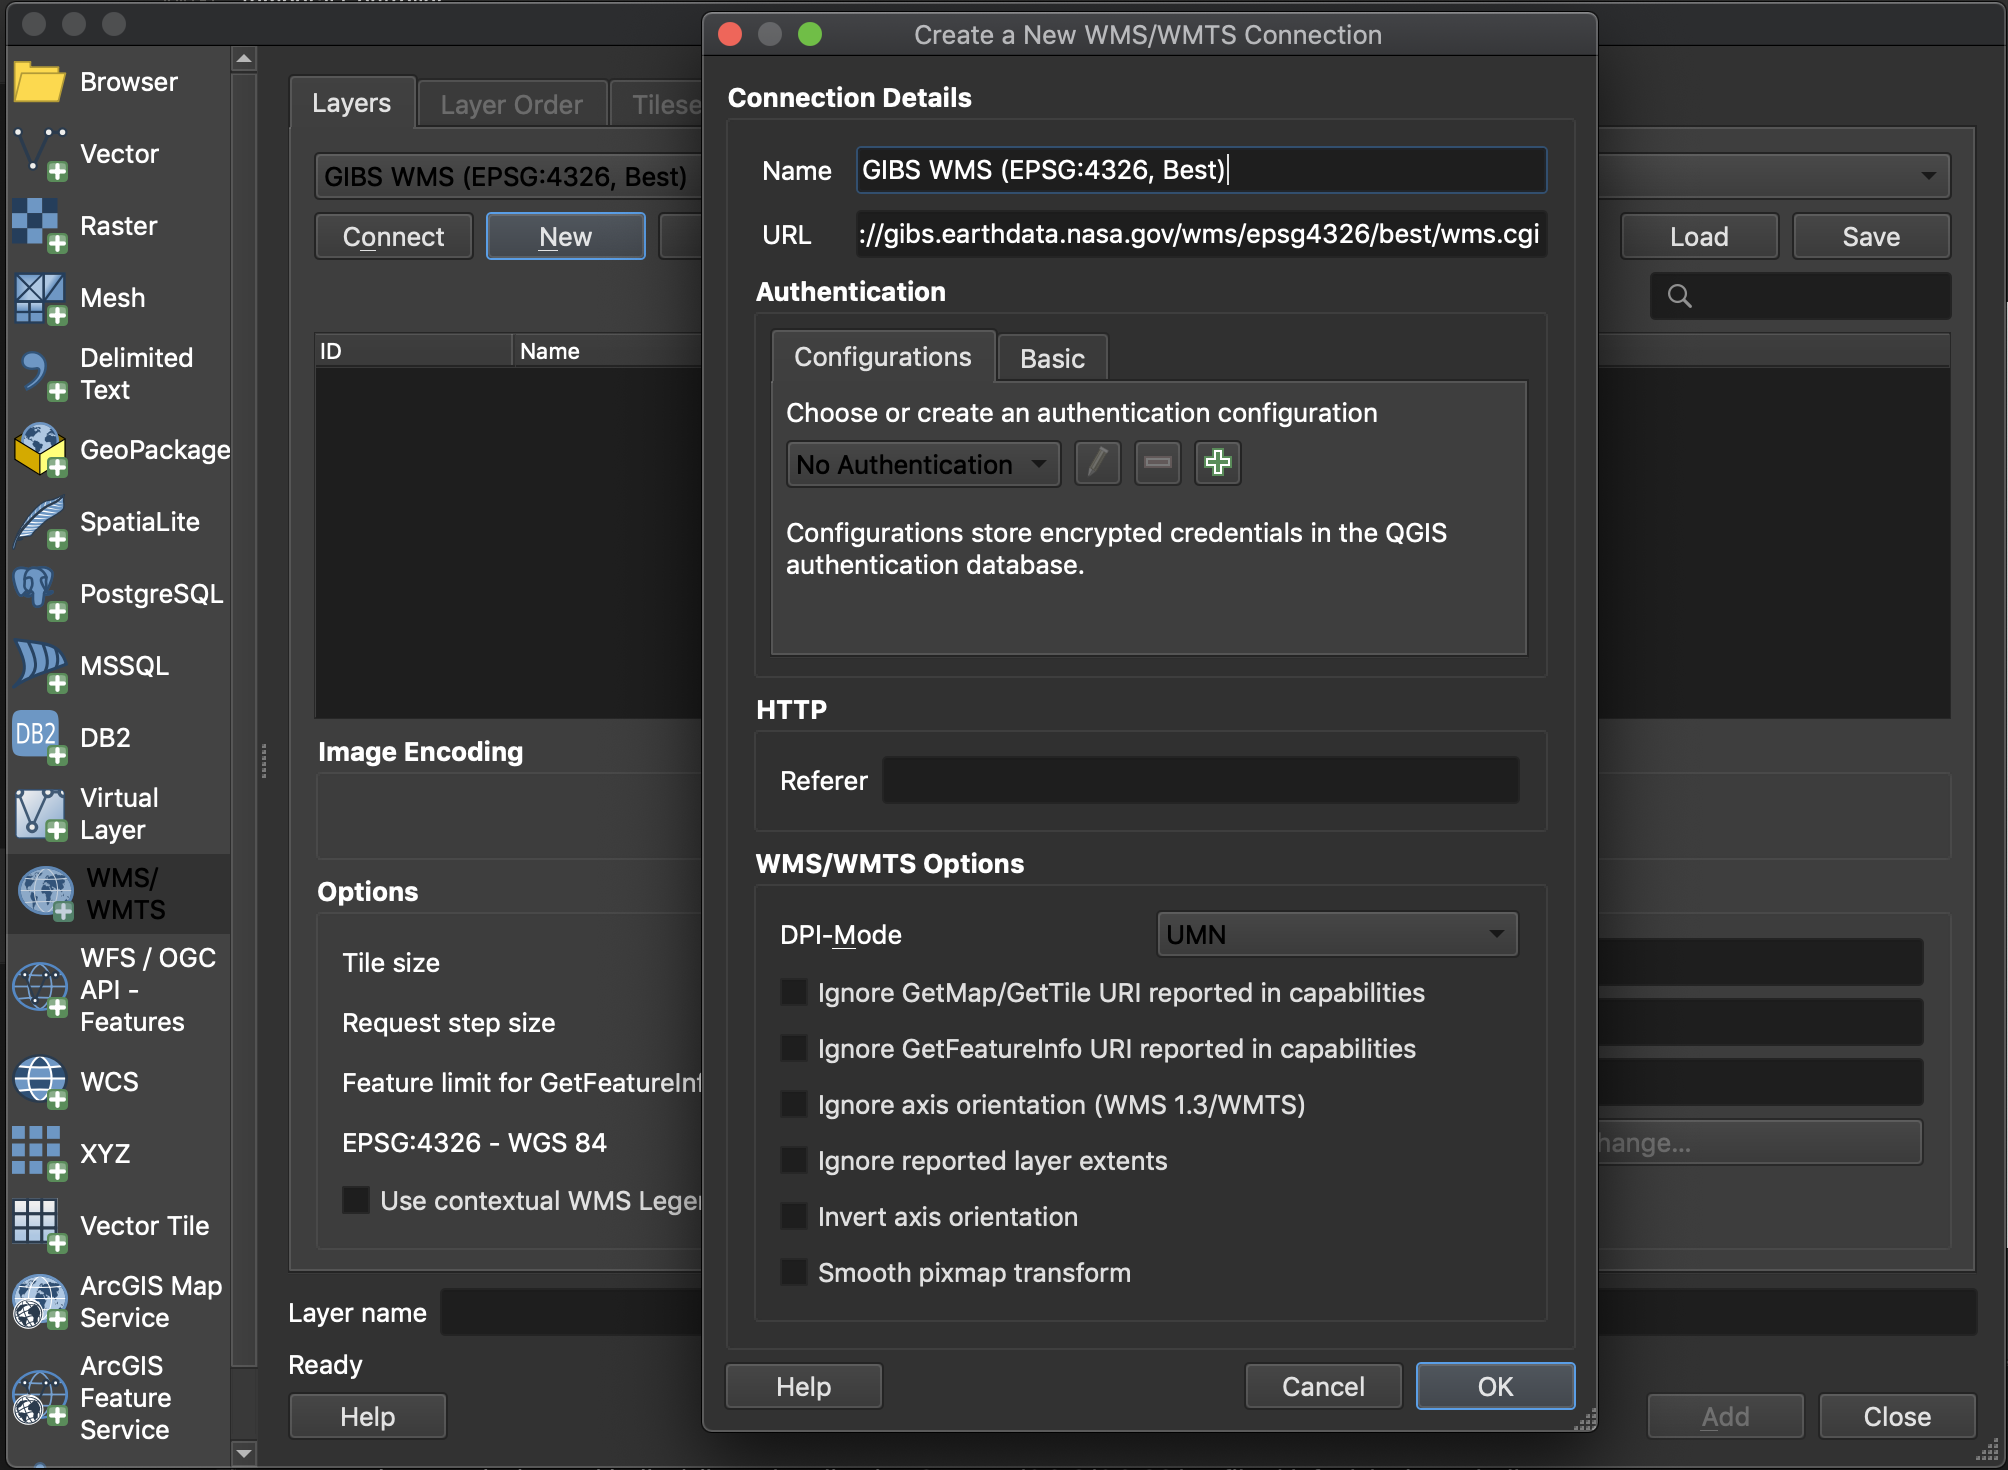 Browser
Vector
Raster
Mesh
Delimited
Text
GeoPackage
SpatiaLite
PostgreSQL
MSSQL
DB2
DB2
Virtual
Layer
WMS/
WMTS
WFS / OGC
API -
Features
WCS
XYZ
Vector Tile
ArcGIS Map
Service
ArcGIS
Feature
Service
Layers
Layer Order
Tilese
GIBS WMS (EPSG:4326, Best)
Connect
New
Load
Save
ID
Name
Image Encoding
Options
Tile size
Request step size
Feature limit for GetFeatureInf
EPSG:4326 - WGS 84
hange...
Use contextual WMS Leger
Layer name
Ready
Help
Add
Close
Create a New WMS/WMTS Connection
Connection Details
Name
GIBS WMS (EPSG:4326, Best)
URL
://gibs.earthdata.nasa.gov/wms/epsg4326/best/wms.cgi
Authentication
Configurations
Basic
Choose or create an authentication configuration
No Authentication
Configurations store encrypted credentials in the QGIS
authentication database.
HTTP
Referer
WMS/WMTS Options
DPI-Mode
UMN
Ignore GetMap/GetTile URI reported in capabilities
Ignore GetFeatureInfo URI reported in capabilities
Ignore axis orientation (WMS 1.3/WMTS)
Ignore reported layer extents
Invert axis orientation
Smooth pixmap transform
Help
Cancel
OK